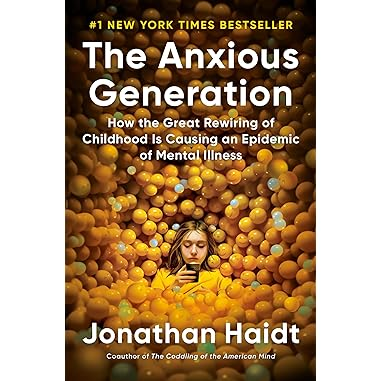 #1 NEW YORK TIMES BESTSELLER
The Anxious
Generation
How the Great Rewiring of
Childhood Is Causing an Epidemic
of Mental Illness
Jonathan Haidt
Coauthor of The Coddling of the American Mind